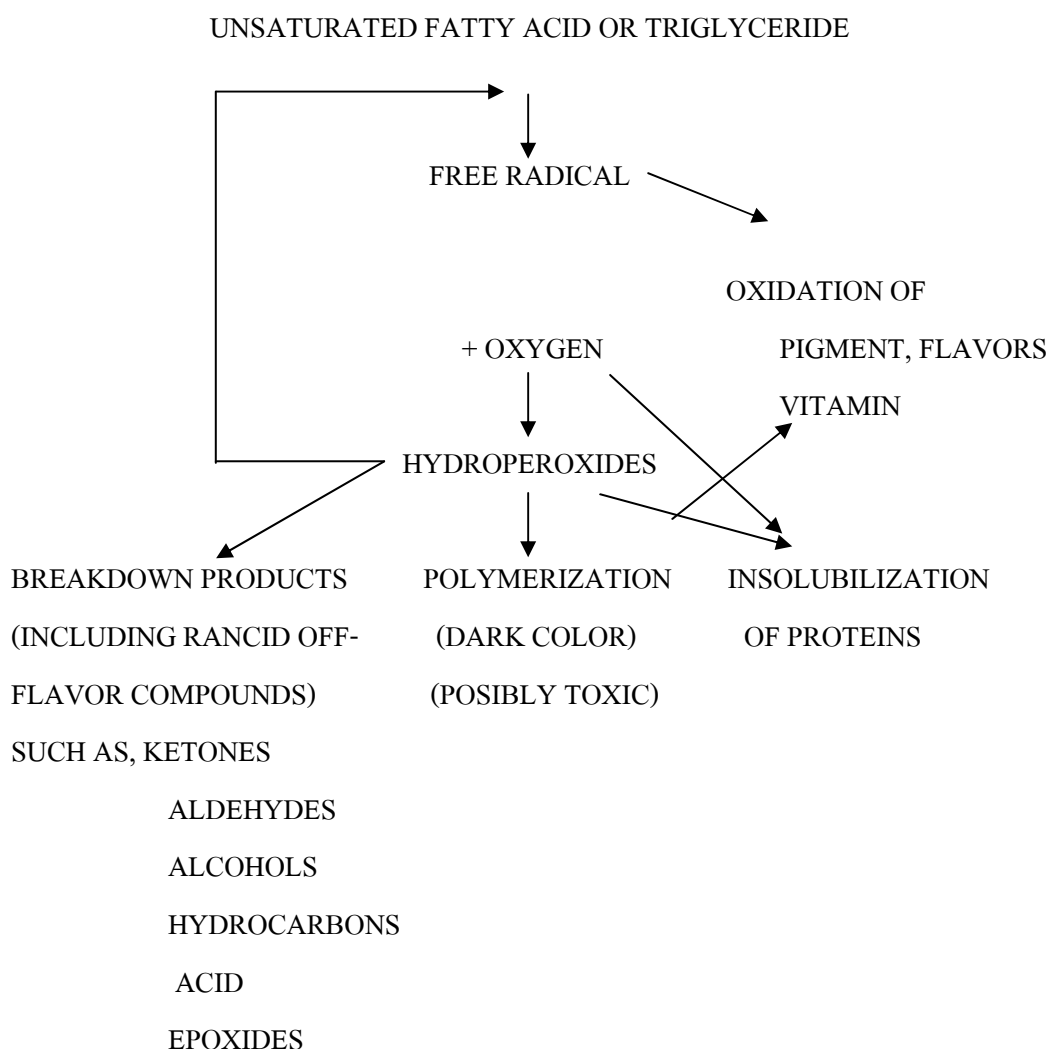 UNSATURATED FATTY ACID OR TRIGLYCERIDE
FREE RADICAL
OXIDATION OF
PIGMENT, FLAVORS
VITAMIN
+ OXYGEN
HYDROPEROXIDES
BREAKDOWN PRODUCTS
(INCLUDING RANCID OFF-
FLAVOR COMPOUNDS)
SUCH AS, KETONES
ALDEHYDES
ALCOHOLS
HYDROCARBONS
ACID
EPOXIDES
POLYMERIZATION
(DARK COLOR)
(POSIBLY TOXIC)
INSOLUBILIZATION
OF PROTEINS